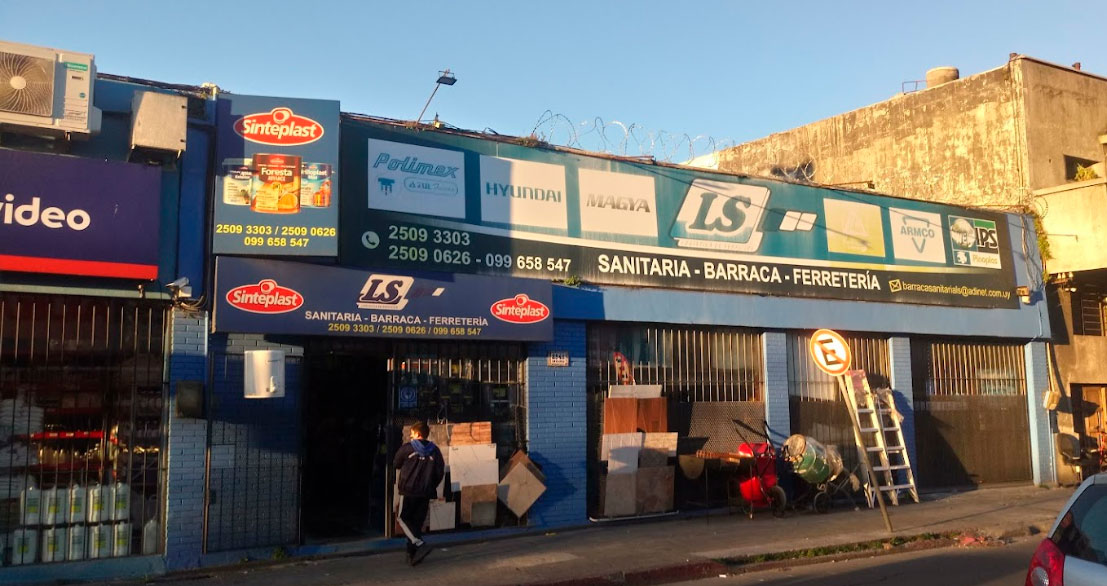 video
Sinteplast
Foresta
2509 3303 / 2509 0626
099 658 547
Polimex
HYUNDAI
MAGYA
LS
ARMCO
IPS
2509 3303
2509 0626 - 099 658 547
SANITARIA - BARRACA - FERRETERÍA
barracasanitarials@adinet.com.uy
Sinteplast
LS
Sinteplast
SANITARIA - BARRACA - FERRETERÍA
2509 3303 / 2509 0626 / 099 658 547
E